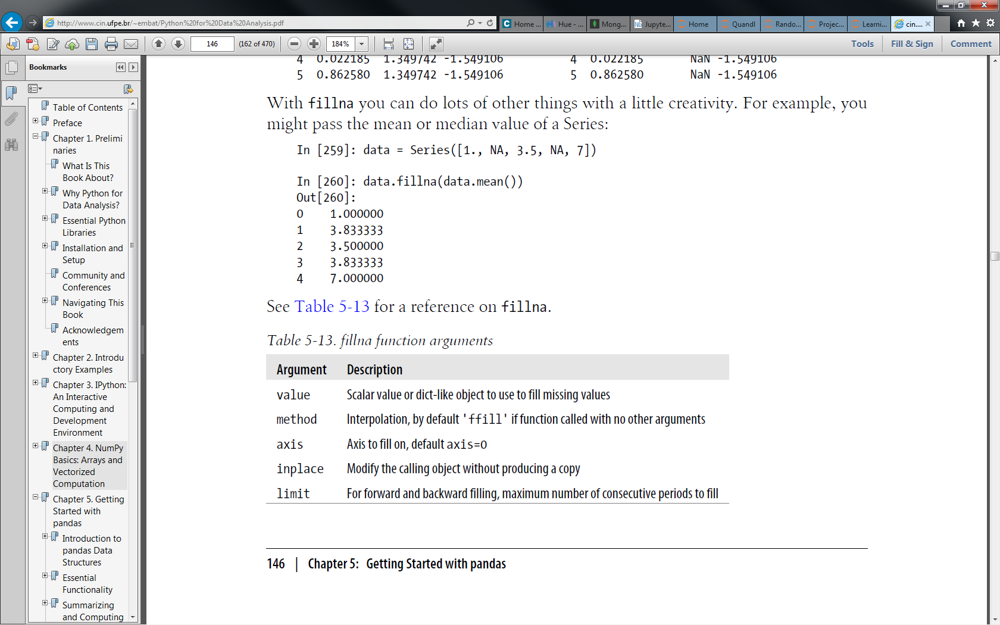 http://www.cin.ufpe.br/~embat/Python%20for%20Data%20Analysis.pdf
Home ...
Hue - ...
Mong...
Jupyte...
Home
Quandl
Rando...
Projec...
Learni...
cin....
146
(162 of 470)
184%
Tools
Fill & Sign
Comment
Bookmarks
Table of Contents
Preface
Chapter 1. Prelimi
naries
What Is This
Book About?
Why Python for
Data Analysis?
Essential Python
Libraries
Installation and
Setup
Community and
Conferences
Navigating This
Book
Acknowledgem
ents
Chapter 2. Introdu
ctory Examples
Chapter 3. IPython:
An Interactive
Computing and
Development
Environment
Chapter 4. NumPy
Basics: Arrays and
Vectorized
Computation
Chapter 5. Getting
Started with
pandas
Introduction to
pandas Data
Structures
Essential
Functionality
Summarizing
and Computing
4 0.022185 1.349742 -1.549106 4 0.022185 NaN -1.549106
5 0.862580 1.349742 -1.549106 5 0.862580 NaN -1.549106
With fillna you can do lots of other things with a little creativity. For example, you
might pass the mean or median value of a Series:
In [259]: data = Series([1., NA, 3.5, NA, 7])
In [260]: data.fillna(data.mean())
Out[260]:
0 1.000000
1 3.833333
2 3.500000
3 3.833333
4 7.000000
See Table 5-13 for a reference on fillna.
Table 5-13. fillna function arguments
Argument Description
value Scalar value or dict-like object to use to fill missing values
method Interpolation, by default 'ffill' if function called with no other arguments
axis Axis to fill on, default axis=0
inplace Modify the calling object without producing a copy
limit For forward and backward filling, maximum number of consecutive periods to fill
146 | Chapter 5: Getting Started with pandas